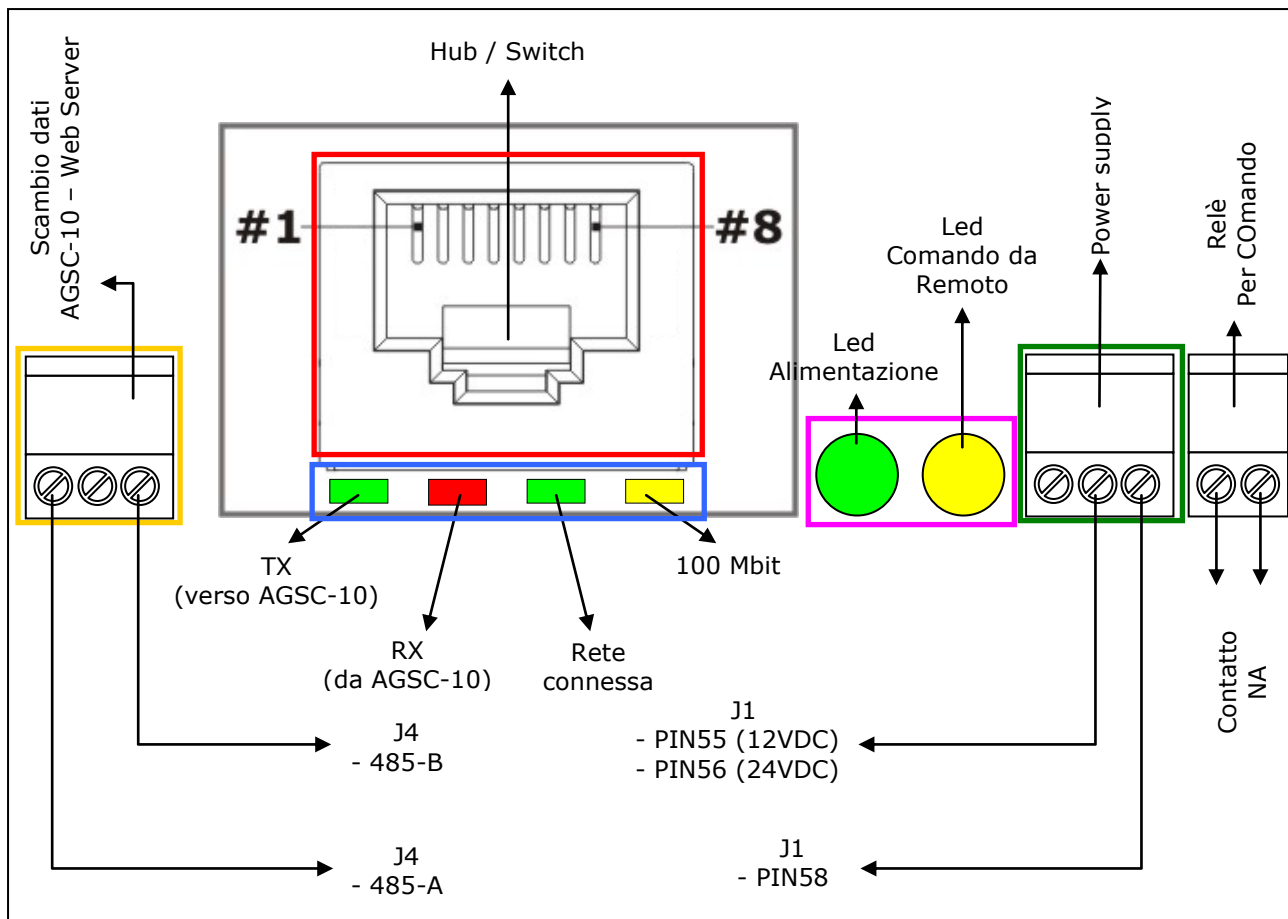 Hub / Switch
Scambio dati
AGSC-10 – Web Server
#1
#8
Led
Comando da
Remoto
Led
Alimentazione
Power supply
Relè
Per COmando
TX
(verso AGSC-10)
RX
(da AGSC-10)
Rete
connessa
100 Mbit
Contatto
NA
J4
- 485-B
J1
- PIN55 (12VDC)
- PIN56 (24VDC)
J4
- 485-A
J1
- PIN58